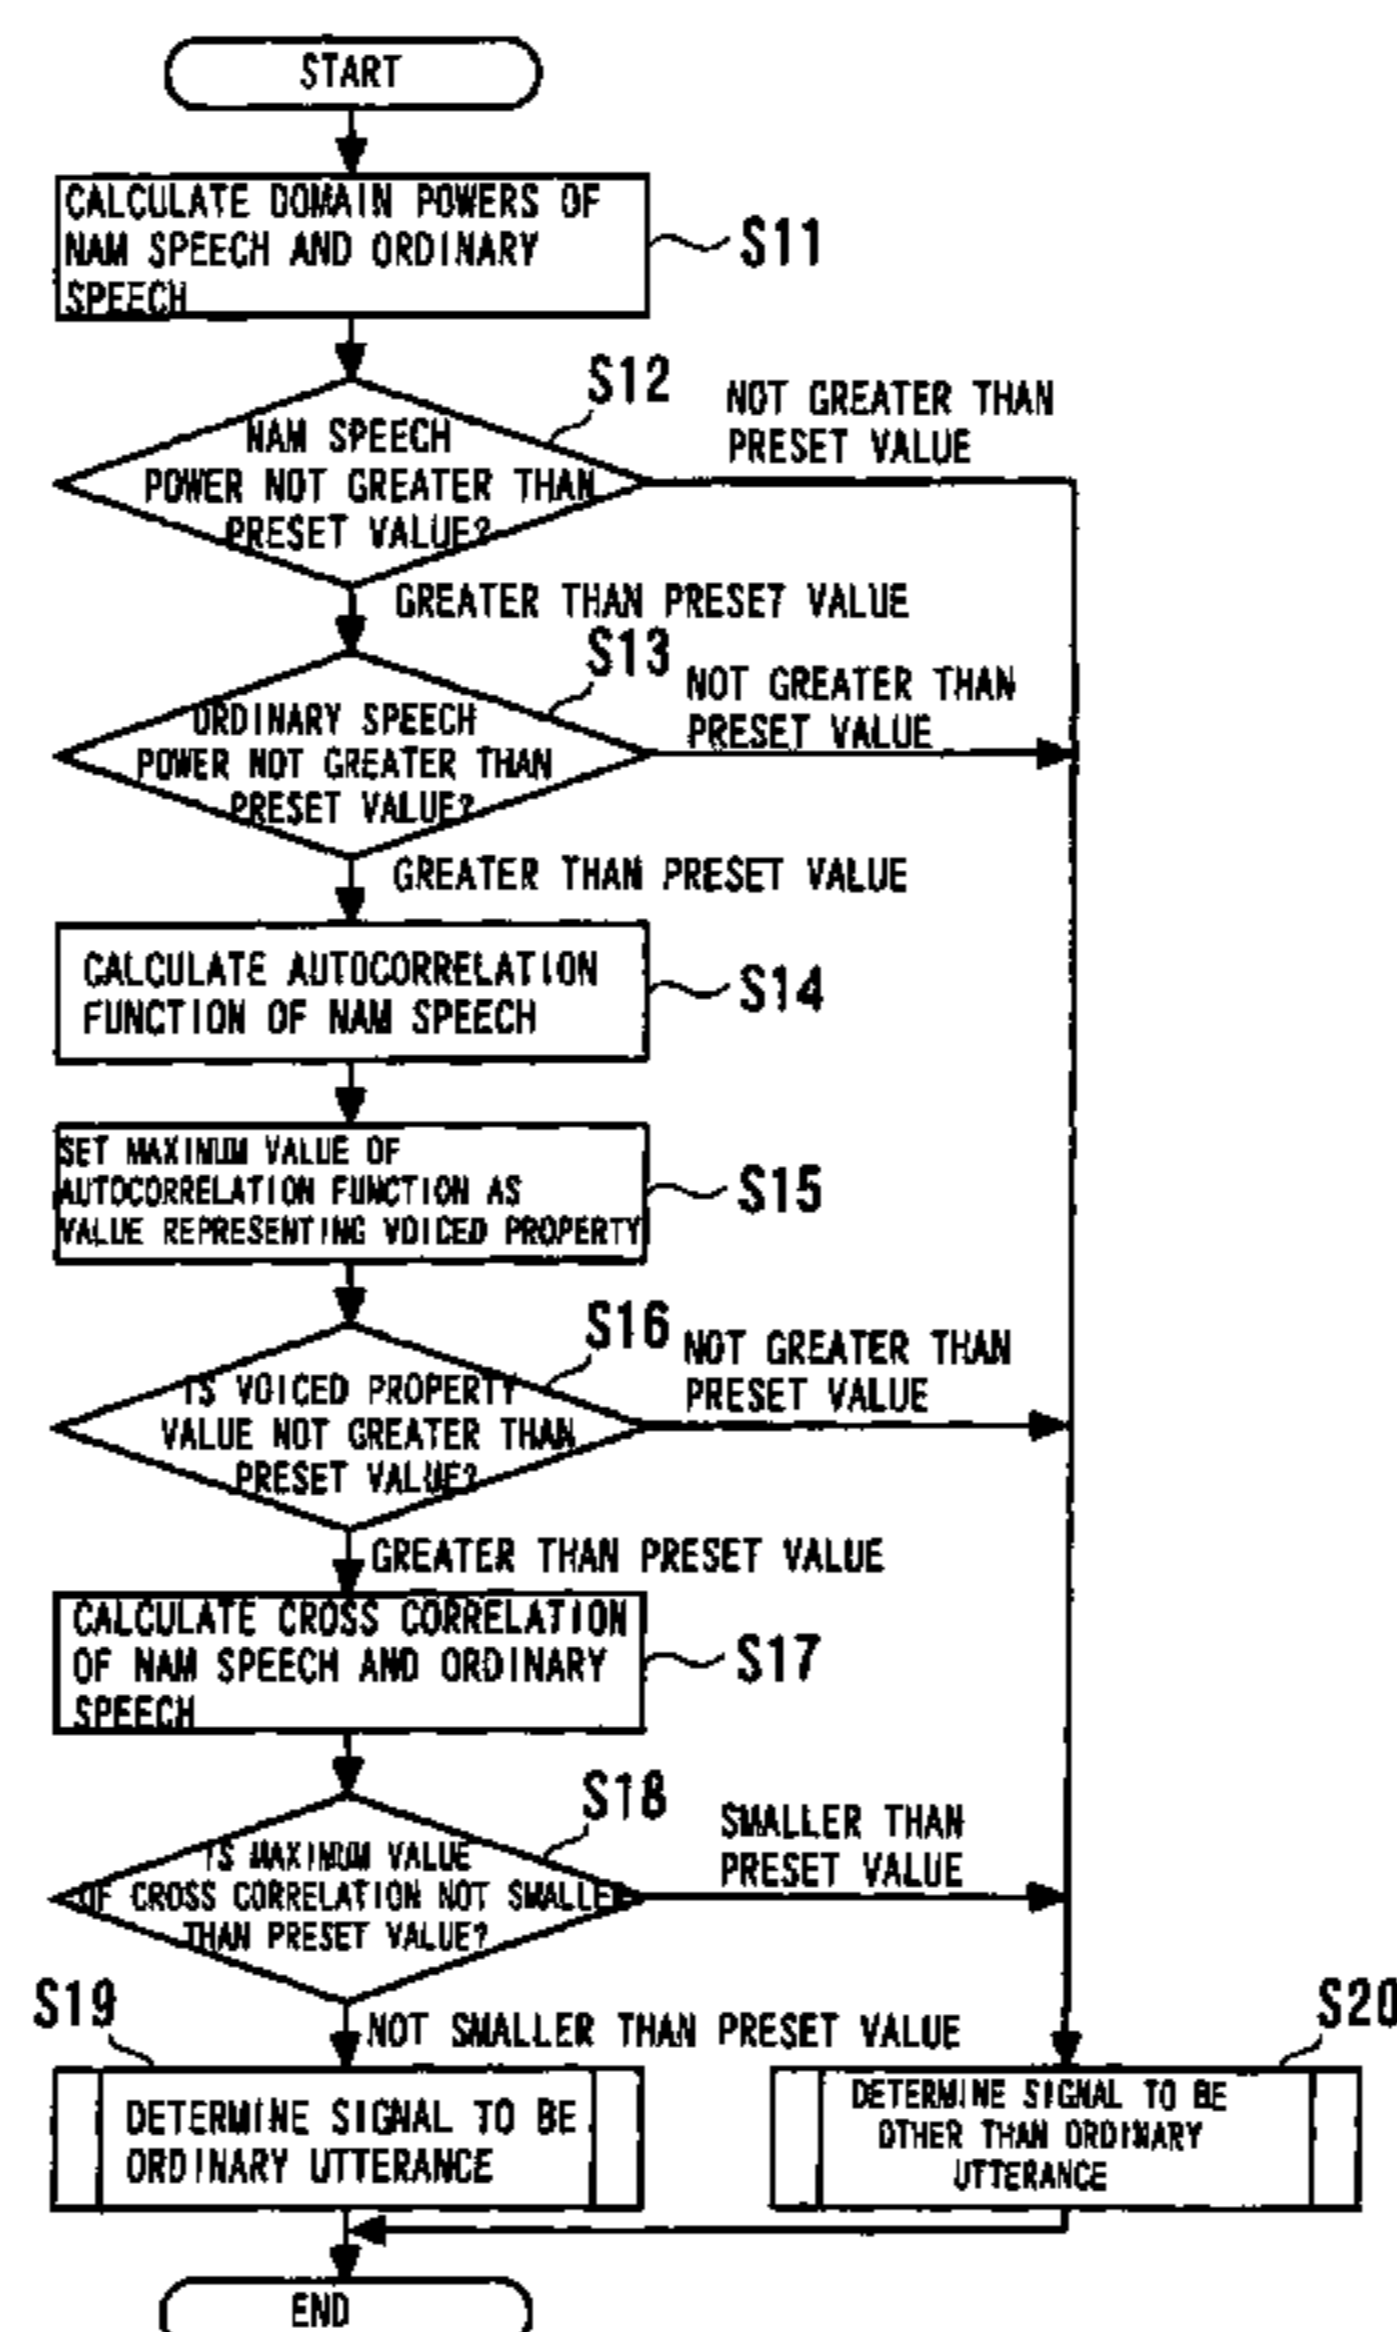 START
CALCULATE DOMAIN POWERS OF
NAM SPEECH AND ORDINARY
SPEECH
S11
S12
NAM SPEECH
POWER NOT GREATER THAN
PRESET VALUE?
NOT GREATER THAN
PRESET VALUE
GREATER THAN PRESET VALUE
S13
ORDINARY SPEECH
POWER NOT GREATER THAN
PRESET VALUE?
NOT GREATER THAN
PRESET VALUE
GREATER THAN PRESET VALUE
CALCULATE AUTOCORRELATION
FUNCTION OF NAM SPEECH
S14
SET MAXIMUM VALUE OF
AUTOCORRELATION FUNCTION AS
VALUE REPRESENTING VOICED PROPERTY
S15
S16
IS VOICED PROPERTY
VALUE NOT GREATER THAN
PRESET VALUE?
NOT GREATER THAN
PRESET VALUE
GREATER THAN PRESET VALUE
CALCULATE CROSS CORRELATION
OF NAM SPEECH AND ORDINARY
SPEECH
S17
S18
IS MAXIMUM VALUE
OF CROSS CORRELATION NOT SMALLER
THAN PRESET VALUE?
SMALLER THAN
PRESET VALUE
NOT SMALLER THAN PRESET VALUE
S19
DETERMINE SIGNAL TO BE
ORDINARY UTTERANCE
S20
DETERMINE SIGNAL TO BE
OTHER THAN ORDINARY
UTTERANCE
END